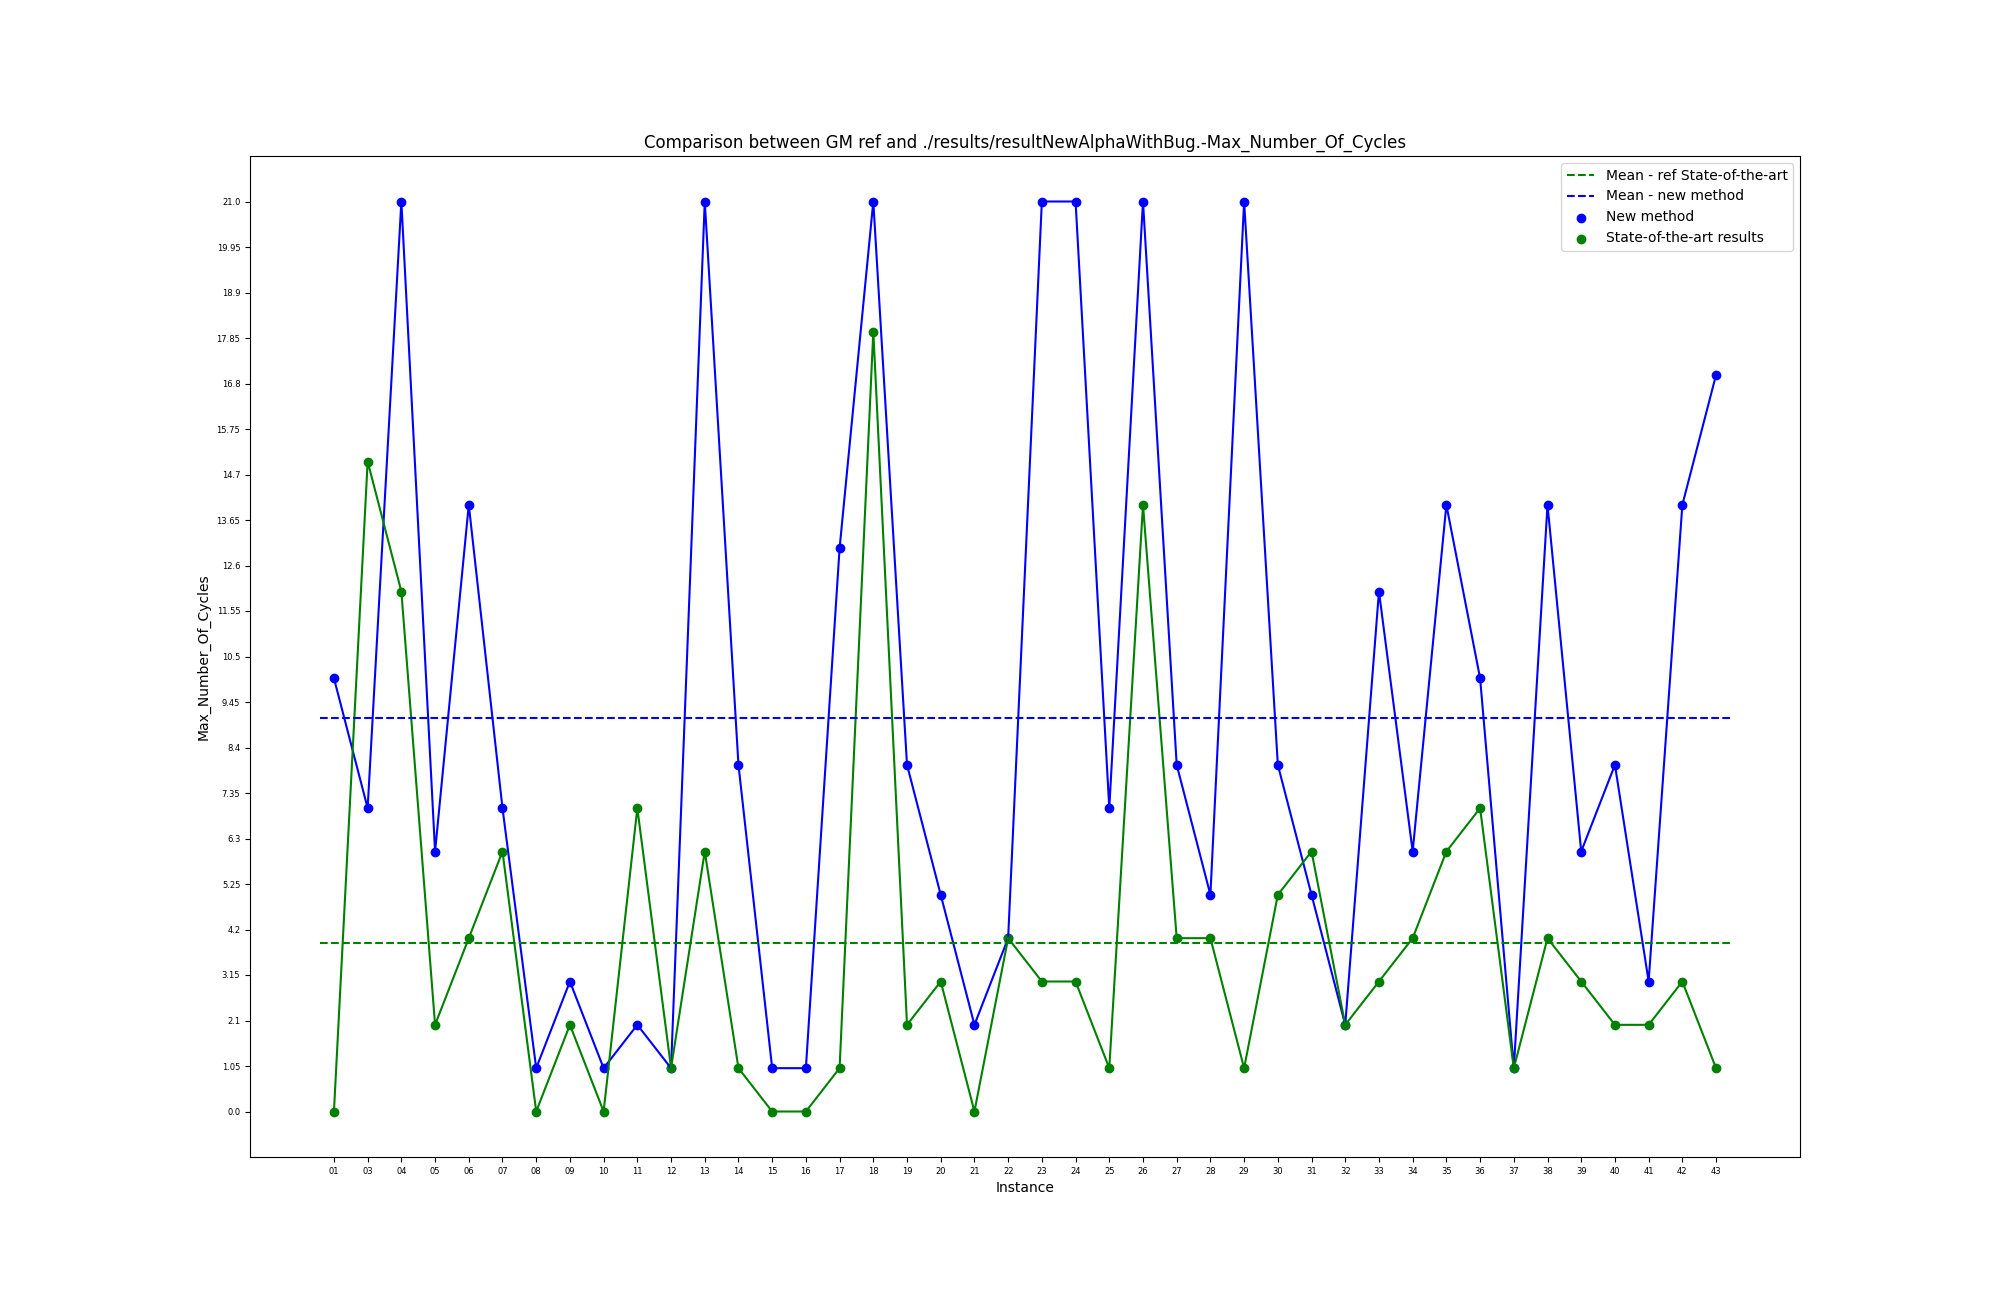 Comparison between GM ref and ./results/resultNewAlphaWithBug.-Max_Number_Of_Cycles
Mean - ref State-of-the-art
Mean - new method
New method
State-of-the-art results
Max_Number_Of_Cycles
21.0
19.95
18.9
17.85
16.8
15.75
14.7
13.65
12.6
11.55
10.5
9.45
8.4
7.35
6.3
5.25
4.2
3.15
2.1
1.05
0.0
01 03 04 05 06 07 08 09 10 11 12 13 14 15 16 17 18 19 20 21 22 23 24 25 26 27 28 29 30 31 32 33 34 35 36 37 38 39 40 41 42 43
Instance